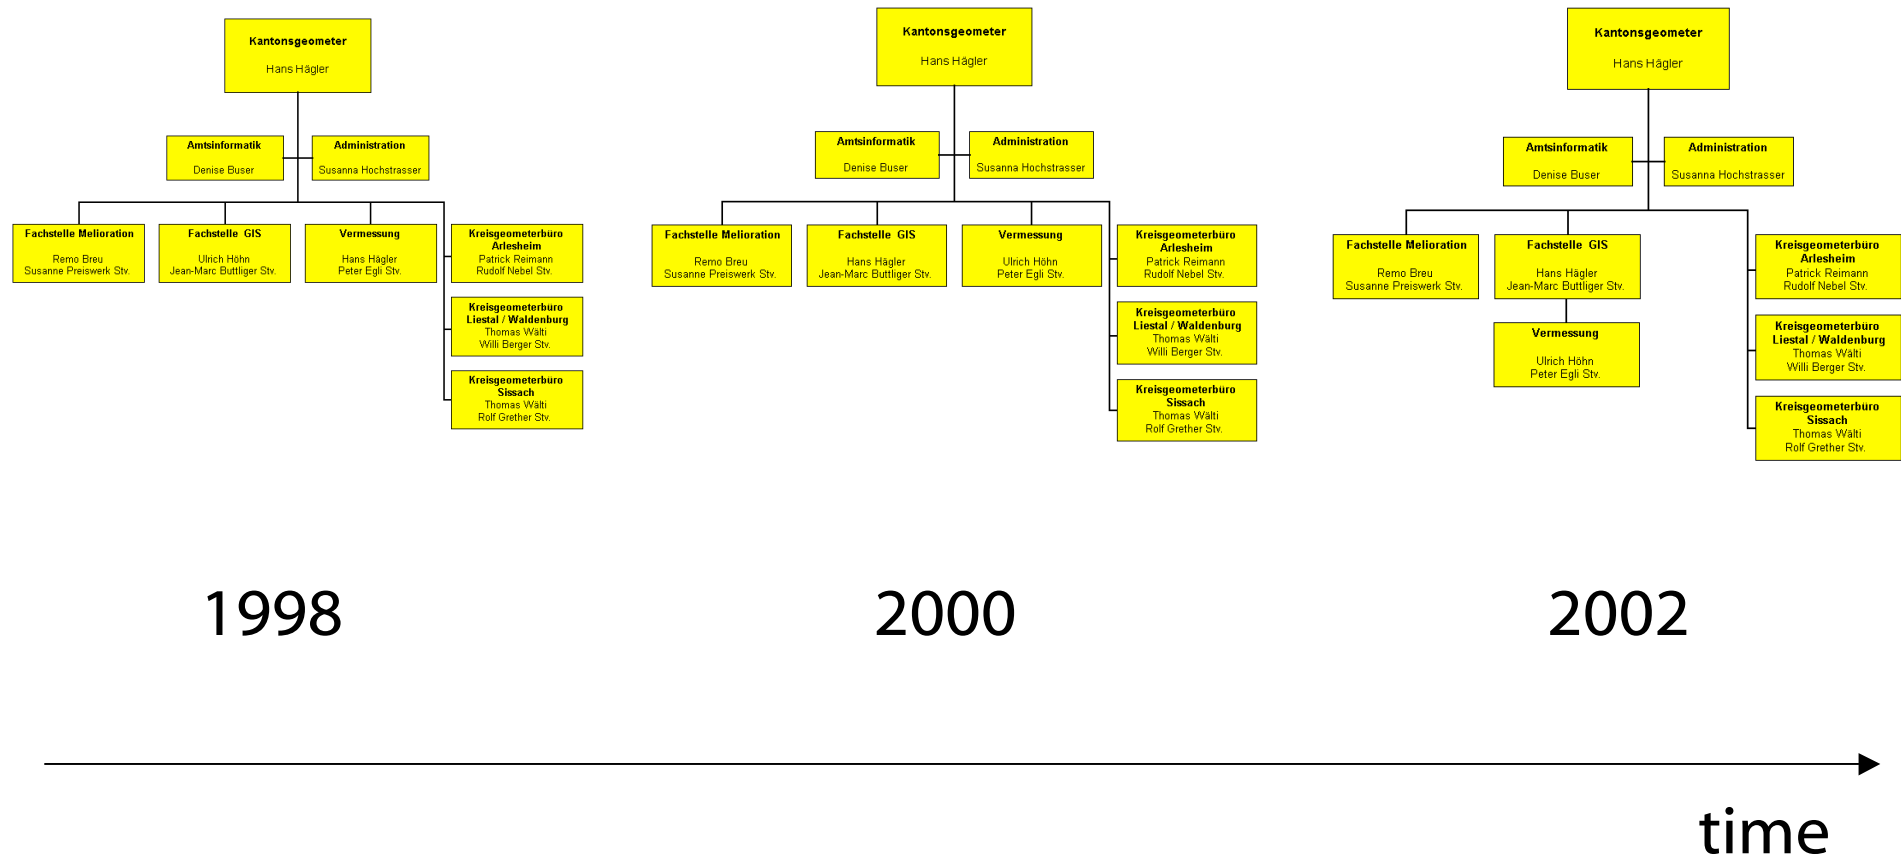 Kantonsgeometer
Hans Hägler
Amtsinformatik
Denise Buser
Administration
Susanna Hochstrasser
Fachstelle Melioration
Remo Breu
Susanne Preiswerk Stv.
Fachstelle GIS
Ulrich Höhn
Jean-Marc Buttliger Stv.
Vermessung
Hans Hägler
Peter Egli Stv.
Kreisgeometerbüro
Arlesheim
Patrick Reimann
Rudolf Nebel Stv.
Kreisgeometerbüro
Liestal / Waldenburg
Thomas Wälti
Willi Berger Stv.
Kreisgeometerbüro
Sissach
Thomas Wälti
Rolf Grether Stv.
1998
Kantonsgeometer
Hans Hägler
Amtsinformatik
Denise Buser
Administration
Susanna Hochstrasser
Fachstelle Melioration
Remo Breu
Susanne Preiswerk Stv.
Fachstelle GIS
Hans Hägler
Jean-Marc Buttliger Stv.
Vermessung
Ulrich Höhn
Peter Egli Stv.
Kreisgeometerbüro
Arlesheim
Patrick Reimann
Rudolf Nebel Stv.
Kreisgeometerbüro
Liestal / Waldenburg
Thomas Wälti
Willi Berger Stv.
Kreisgeometerbüro
Sissach
Thomas Wälti
Rolf Grether Stv.
2000
Kantonsgeometer
Hans Hägler
Amtsinformatik
Denise Buser
Administration
Susanna Hochstrasser
Fachstelle Melioration
Remo Breu
Susanne Preiswerk Stv.
Fachstelle GIS
Hans Hägler
Jean-Marc Buttliger Stv.
Vermessung
Ulrich Höhn
Peter Egli Stv.
Kreisgeometerbüro
Arlesheim
Patrick Reimann
Rudolf Nebel Stv.
Kreisgeometerbüro
Liestal / Waldenburg
Thomas Wälti
Willi Berger Stv.
Kreisgeometerbüro
Sissach
Thomas Wälti
Rolf Grether Stv.
2002
time